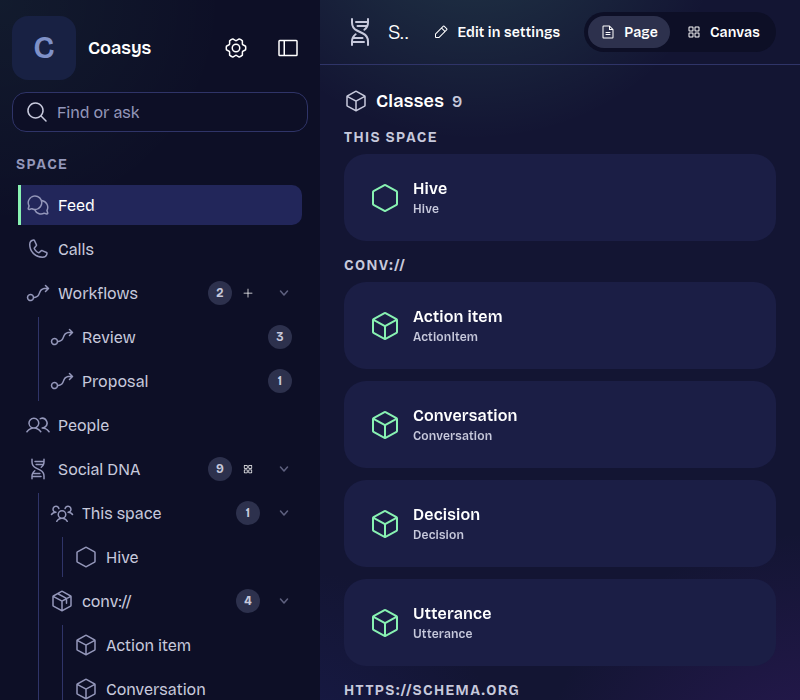 C
Coasys
Find or ask
SPACE
Feed
Calls
Workflows 2
Review 3
Proposal 1
People
Social DNA 9
This space 1
Hive
conv:// 4
Action item
Conversation
S..
Edit in settings
Page
Canvas
Classes 9
THIS SPACE
Hive
Hive
CONV://
Action item
ActionItem
Conversation
Conversation
Decision
Decision
Utterance
Utterance
HTTPS://SCHEMA.ORG